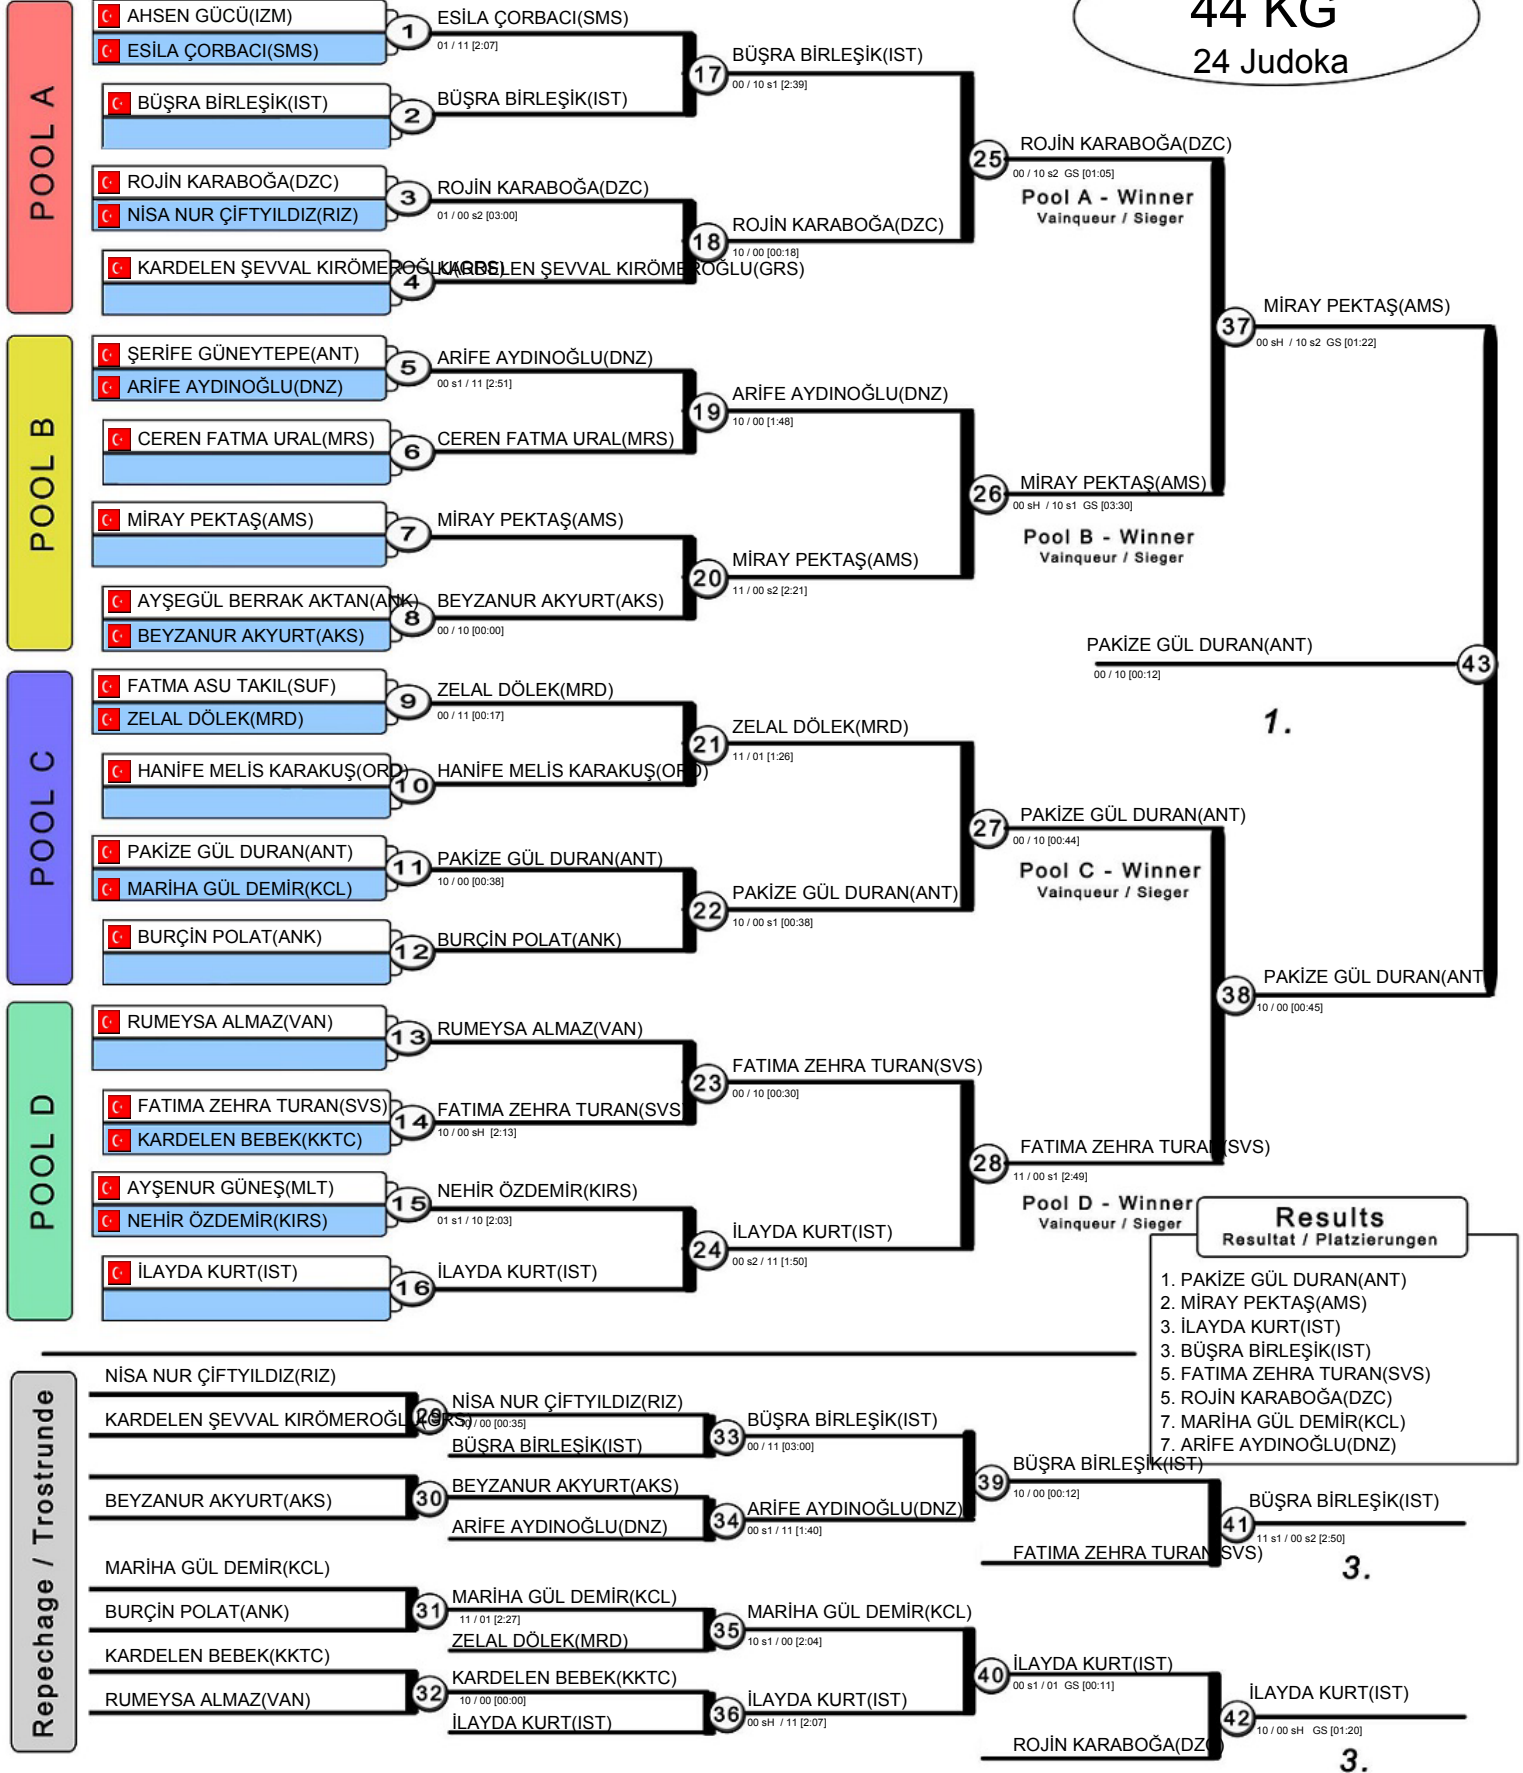 44 KG
24 Judoka
POOL A
AHSEN GÜCÜ(IZM)
ESİLA ÇORBACI(SMS)
1
ESİLA ÇORBACI(SMS)
01 / 11 [2:07]
BÜŞRA BİRLEŞİK(IST)
2
BÜŞRA BİRLEŞİK(IST)
17
BÜŞRA BİRLEŞİK(IST)
00 / 10 s1 [2:39]
ROJİN KARABOĞA(DZC)
NİSA NUR ÇİFTYILDIZ(RIZ)
3
ROJİN KARABOĞA(DZC)
01 / 00 s2 [03:00]
KARDELEN ŞEVVAL KIRÖMEROĞLU(GRS)
4
KARDELEN ŞEVVAL KIRÖMEROĞLU(GRS)
18
ROJİN KARABOĞA(DZC)
10 / 00 [00:18]
25
ROJİN KARABOĞA(DZC)
00 / 10 s2 GS [01:05]
Pool A - Winner
Vainqueur / Sieger
POOL B
ŞERİFE GÜNEYTEPE(ANT)
ARİFE AYDINOĞLU(DNZ)
5
ARİFE AYDINOĞLU(DNZ)
00 s1 / 11 [2:51]
CEREN FATMA URAL(MRS)
6
CEREN FATMA URAL(MRS)
19
ARİFE AYDINOĞLU(DNZ)
10 / 00 [1:48]
MİRAY PEKTAŞ(AMS)
7
MİRAY PEKTAŞ(AMS)
AYŞEGÜL BERRAK AKTAN(ANK)
BEYZANUR AKYURT(AKS)
8
BEYZANUR AKYURT(AKS)
00 / 10 [00:00]
20
MİRAY PEKTAŞ(AMS)
11 / 00 s2 [2:21]
26
MİRAY PEKTAŞ(AMS)
00 sH / 10 s1 GS [03:30]
Pool B - Winner
Vainqueur / Sieger
37
MİRAY PEKTAŞ(AMS)
00 sH / 10 s2 GS [01:22]
PAKİZE GÜL DURAN(ANT)
43
00 / 10 [00:12]
1.
POOL C
FATMA ASU TAKIL(SUF)
ZELAL DÖLEK(MRD)
9
ZELAL DÖLEK(MRD)
00 / 11 [00:17]
HANİFE MELİS KARAKUŞ(ORD)
10
HANİFE MELİS KARAKUŞ(ORD)
21
ZELAL DÖLEK(MRD)
11 / 01 [1:26]
PAKİZE GÜL DURAN(ANT)
MARİHA GÜL DEMİR(KCL)
11
PAKİZE GÜL DURAN(ANT)
10 / 00 [00:38]
BURÇİN POLAT(ANK)
12
BURÇİN POLAT(ANK)
22
PAKİZE GÜL DURAN(ANT)
10 / 00 s1 [00:38]
27
PAKİZE GÜL DURAN(ANT)
00 / 10 [00:44]
Pool C - Winner
Vainqueur / Sieger
POOL D
RUMEYSA ALMAZ(VAN)
13
RUMEYSA ALMAZ(VAN)
FATIMA ZEHRA TURAN(SVS)
KARDELEN BEBEK(KKTC)
14
FATIMA ZEHRA TURAN(SVS)
10 / 00 sH [2:13]
23
FATIMA ZEHRA TURAN(SVS)
00 / 10 [00:30]
AYŞENUR GÜNEŞ(MLT)
NEHİR ÖZDEMİR(KIRS)
15
NEHİR ÖZDEMİR(KIRS)
01 s1 / 10 [2:03]
İLAYDA KURT(IST)
16
İLAYDA KURT(IST)
24
İLAYDA KURT(IST)
00 s2 / 11 [1:50]
28
FATIMA ZEHRA TURAN(SVS)
11 / 00 s1 [2:49]
Pool D - Winner
Vainqueur / Sieger
38
PAKİZE GÜL DURAN(ANT
10 / 00 [00:45]
Results
Resultat / Platzierungen
1. PAKİZE GÜL DURAN(ANT)
2. MİRAY PEKTAŞ(AMS)
3. İLAYDA KURT(IST)
3. BÜŞRA BİRLEŞİK(IST)
5. FATIMA ZEHRA TURAN(SVS)
5. ROJİN KARABOĞA(DZC)
7. MARİHA GÜL DEMİR(KCL)
7. ARİFE AYDINOĞLU(DNZ)
Repechage / Trostrunde
NİSA NUR ÇİFTYILDIZ(RIZ)
KARDELEN ŞEVVAL KIRÖMEROĞLU(GRS)
29
NİSA NUR ÇİFTYILDIZ(RIZ)
10 / 00 [00:35]
BÜŞRA BİRLEŞİK(IST)
33
BÜŞRA BİRLEŞİK(IST)
00 / 11 [03:00]
BEYZANUR AKYURT(AKS)
30
BEYZANUR AKYURT(AKS)
ARİFE AYDINOĞLU(DNZ)
34
ARİFE AYDINOĞLU(DNZ)
00 s1 / 11 [1:40]
39
BÜŞRA BİRLEŞİK(IST)
10 / 00 [00:12]
FATIMA ZEHRA TURAN(SVS)
41
BÜŞRA BİRLEŞİK(IST)
11 s1 / 00 s2 [2:50]
3.
MARİHA GÜL DEMİR(KCL)
BURÇİN POLAT(ANK)
31
MARİHA GÜL DEMİR(KCL)
11 / 01 [2:27]
ZELAL DÖLEK(MRD)
35
MARİHA GÜL DEMİR(KCL)
10 s1 / 00 [2:04]
KARDELEN BEBEK(KKTC)
RUMEYSA ALMAZ(VAN)
32
KARDELEN BEBEK(KKTC)
10 / 00 [00:00]
İLAYDA KURT(IST)
36
İLAYDA KURT(IST)
00 sH / 11 [2:07]
40
İLAYDA KURT(IST)
00 s1 / 01 GS [00:11]
ROJİN KARABOĞA(DZC)
42
İLAYDA KURT(IST)
10 / 00 sH GS [01:20]
3.